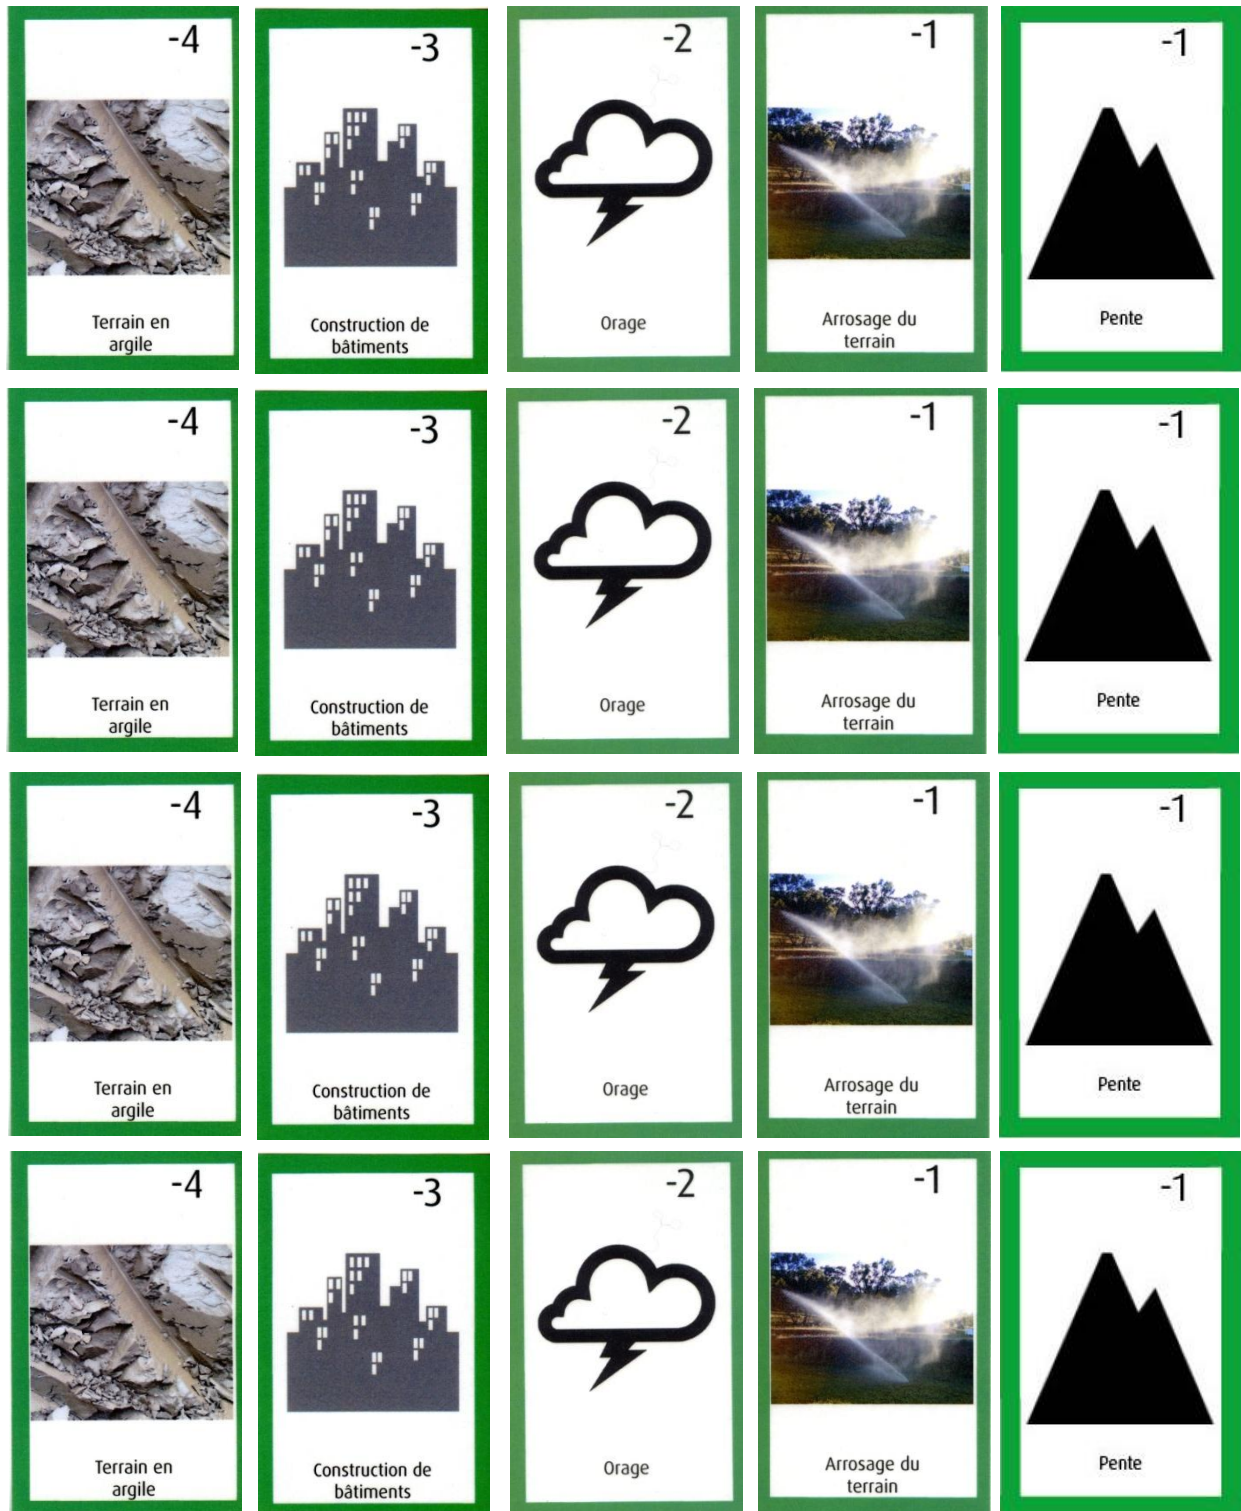 -4
-3
-2
-1
-1
Terrain en
argile
Construction de
bâtiments
Orage
Arrosage du
terrain
Pente
-4
-3
-2
-1
-1
Terrain en
argile
Construction de
bâtiments
Orage
Arrosage du
terrain
Pente
-4
-3
-2
-1
-1
Terrain en
argile
Construction de
bâtiments
Orage
Arrosage du
terrain
Pente
-4
-3
-2
-1
-1
Terrain en
argile
Construction de
bâtiments
Orage
Arrosage du
terrain
Pente